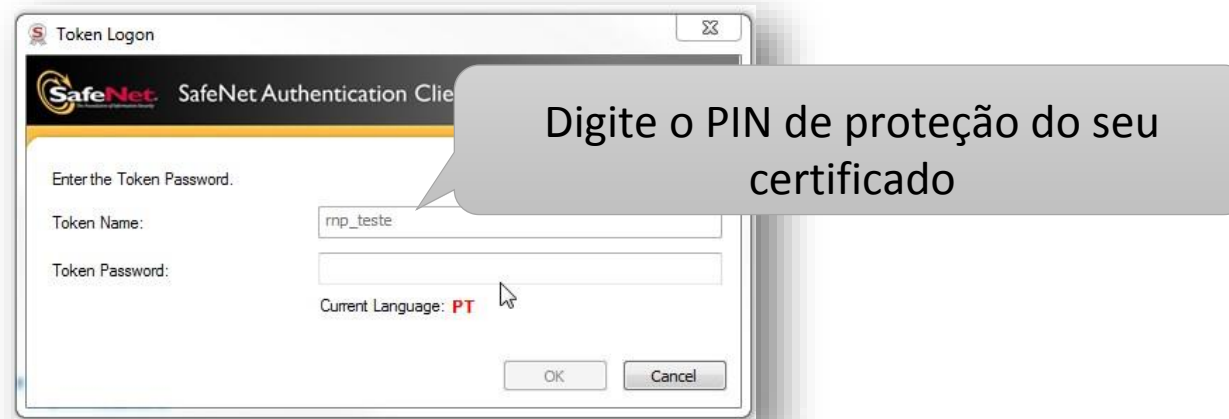 Token Logon
SafeNet. SafeNet Authentication Clie
Digite o PIN de proteção do seu
certificado
Enter the Token Password.
Token Name: rnp_teste
Token Password:
Current Language: PT
OK Cancel